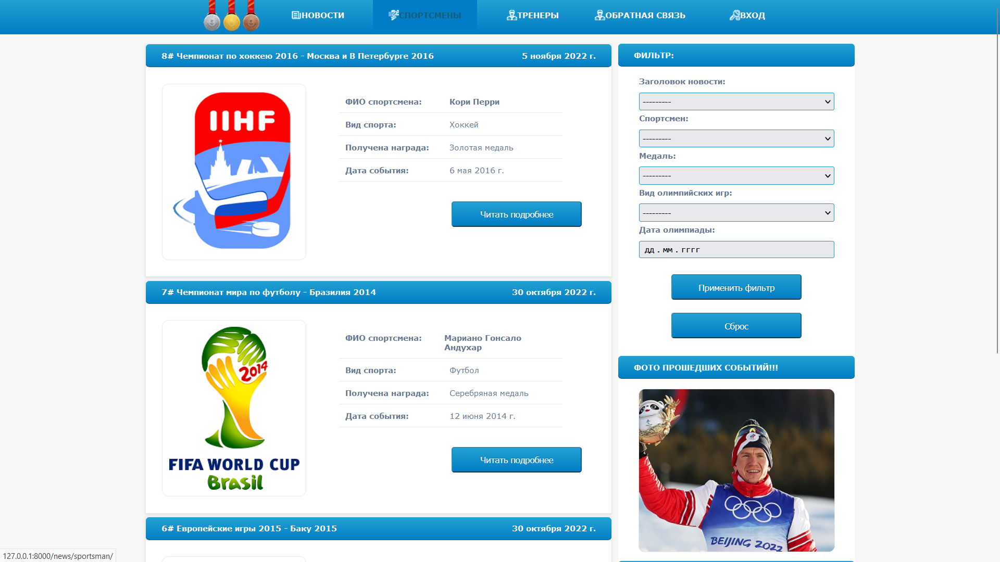 НОВОСТИ
СПОРТСМЕНЫ
ТРЕНЕРЫ
ОБРАТНАЯ СВЯЗЬ
ВХОД
8# Чемпионат по хоккею 2016 - Москва и В Петербурге 2016
5 ноября 2022 г.
IIHF
ФИО спортсмена:
Кори Перри
Вид спорта:
Хоккей
Получена награда:
Золотая медаль
Дата события:
6 мая 2016 г.
Читать подробнее
7# Чемпионат мира по футболу - Бразилия 2014
30 октября 2022 г.
2014
FIFA WORLD CUP
Brasil
ФИО спортсмена:
Мариано Гонсало
Андухар
Вид спорта:
Футбол
Получена награда:
Серебряная медаль
Дата события:
12 июня 2014 г.
Читать подробнее
6# Европейские игры 2015 - Баку 2015
30 октября 2022 г.
ФИЛЬТР:
Заголовок новости:
---------
Спортсмен:
---------
Медаль:
---------
Вид олимпийских игр:
---------
Дата олимпиады:
дд . мм . гггг
Применить фильтр
Сброс
ФОТО ПРОШЕДШИХ СОБЫТИЙ!!!
BEIJING 2022
127.0.0.1:8000/news/sportsman/